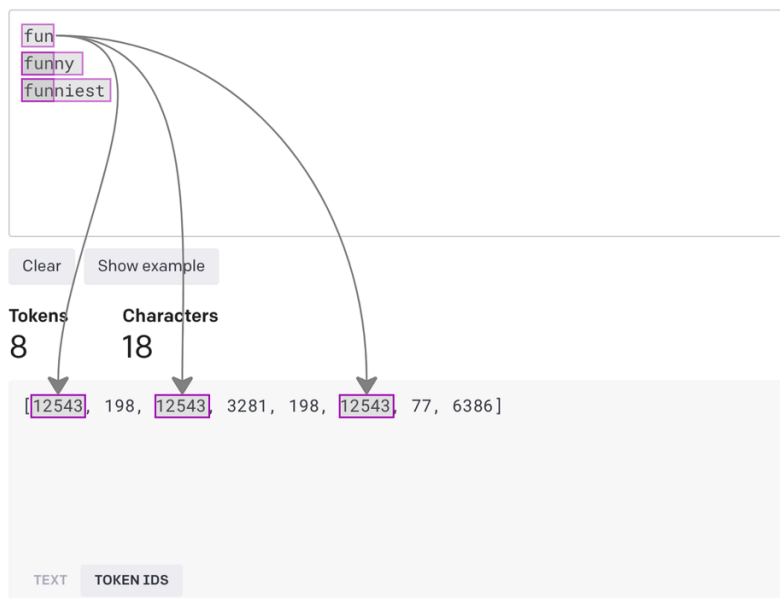 fun
funny
funniest
Clear Show example
Tokens Characters
8 18
[12543, 198, 12543, 3281, 198, 12543, 77, 6386]
TEXT TOKEN IDS